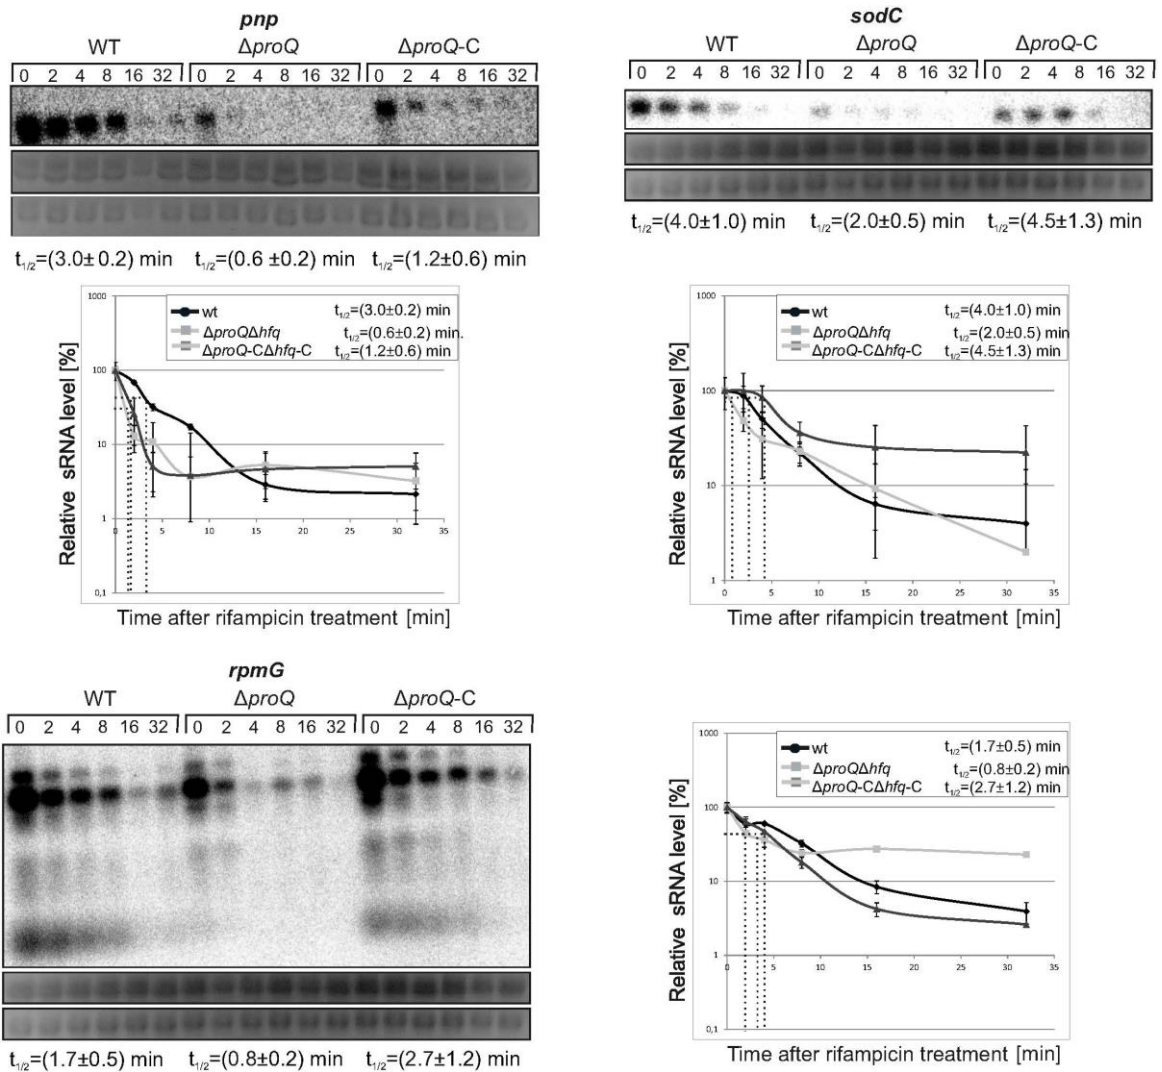 pnp
WT ΔproQ ΔproQ-C
0 2 4 8 16 32 0 2 4 8 16 32 0 2 4 8 16 32
t1/2=(3.0±0.2) min t1/2=(0.6 ±0.2) min t1/2=(1.2±0.6) min
sodC
WT ΔproQ ΔproQ-C
0 2 4 8 16 32 0 2 4 8 16 32 0 2 4 8 16 32
t1/2=(4.0±1.0) min t1/2=(2.0±0.5) min t1/2=(4.5±1.3) min
Relative sRNA level [%]
1000
100
10
1
0,1
wt t1/2=(3.0±0.2) min
ΔproQΔhfq t1/2=(0.6±0.2) min.
ΔproQ-CΔhfq-C t1/2=(1.2±0.6) min
0 5 10 15 20 25 30 35
Time after rifampicin treatment [min]
Relative sRNA level [%]
1000
100
10
1
wt t1/2=(4.0±1.0) min
ΔproQΔhfq t1/2=(2.0±0.5) min
ΔproQ-CΔhfq-C t1/2=(4.5±1.3) min
0 5 10 15 20 25 30 35
Time after rifampicin treatment [min]
rpmG
WT ΔproQ ΔproQ-C
0 2 4 8 16 32 0 2 4 8 16 32 0 2 4 8 16 32
t1/2=(1.7±0.5) min t1/2=(0.8±0.2) min t1/2=(2.7±1.2) min
Relative sRNA level [%]
1000
100
10
1
0,1
wt t1/2=(1.7±0.5) min
ΔproQΔhfq t1/2=(0.8±0.2) min
ΔproQ-CΔhfq-C t1/2=(2.7±1.2) min
0 5 10 15 20 25 30 35
Time after rifampicin treatment [min]